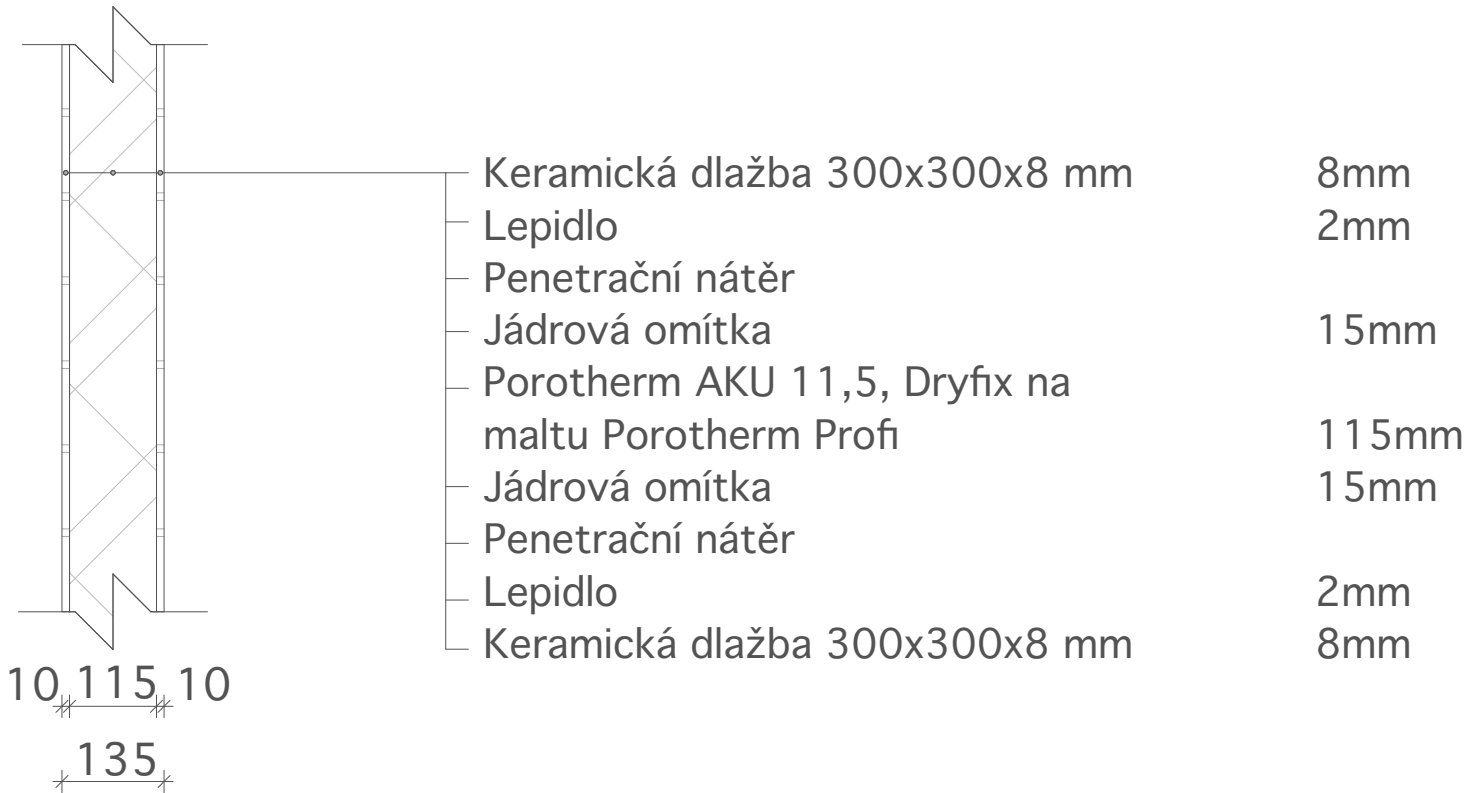 Keramická dlažba 300x300x8 mm 8mm
Lepidlo 2mm
Penetrační nátěr
Jádrová omítka 15mm
Porotherm AKU 11,5, Dryfix na
maltu Porotherm Profi 115mm
Jádrová omítka 15mm
Penetrační nátěr
Lepidlo 2mm
Keramická dlažba 300x300x8 mm 8mm
10 115 10
135